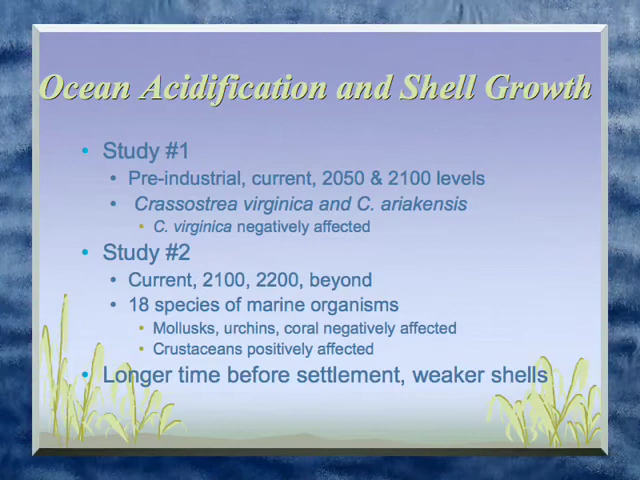 Ocean Acidification and Shell Growth
• Study #1
• Pre-industrial, current, 2050 & 2100 levels
• Crassostrea virginica and C. ariakensis
• C. virginica negatively affected
• Study #2
• Current, 2100, 2200, beyond
• 18 species of marine organisms
• Mollusks, urchins, coral negatively affected
• Crustaceans positively affected
• Longer time before settlement, weaker shells